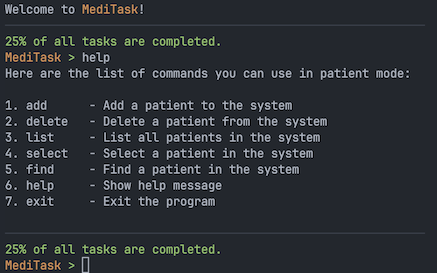 Welcome to MediTask!
25% of all tasks are completed.
MediTask > help
Here are the list of commands you can use in patient mode:
1. add - Add a patient to the system
2. delete - Delete a patient from the system
3. list - List all patients in the system
4. select - Select a patient in the system
5. find - Find a patient in the system
6. help - Show help message
7. exit - Exit the program
25% of all tasks are completed.
MediTask >